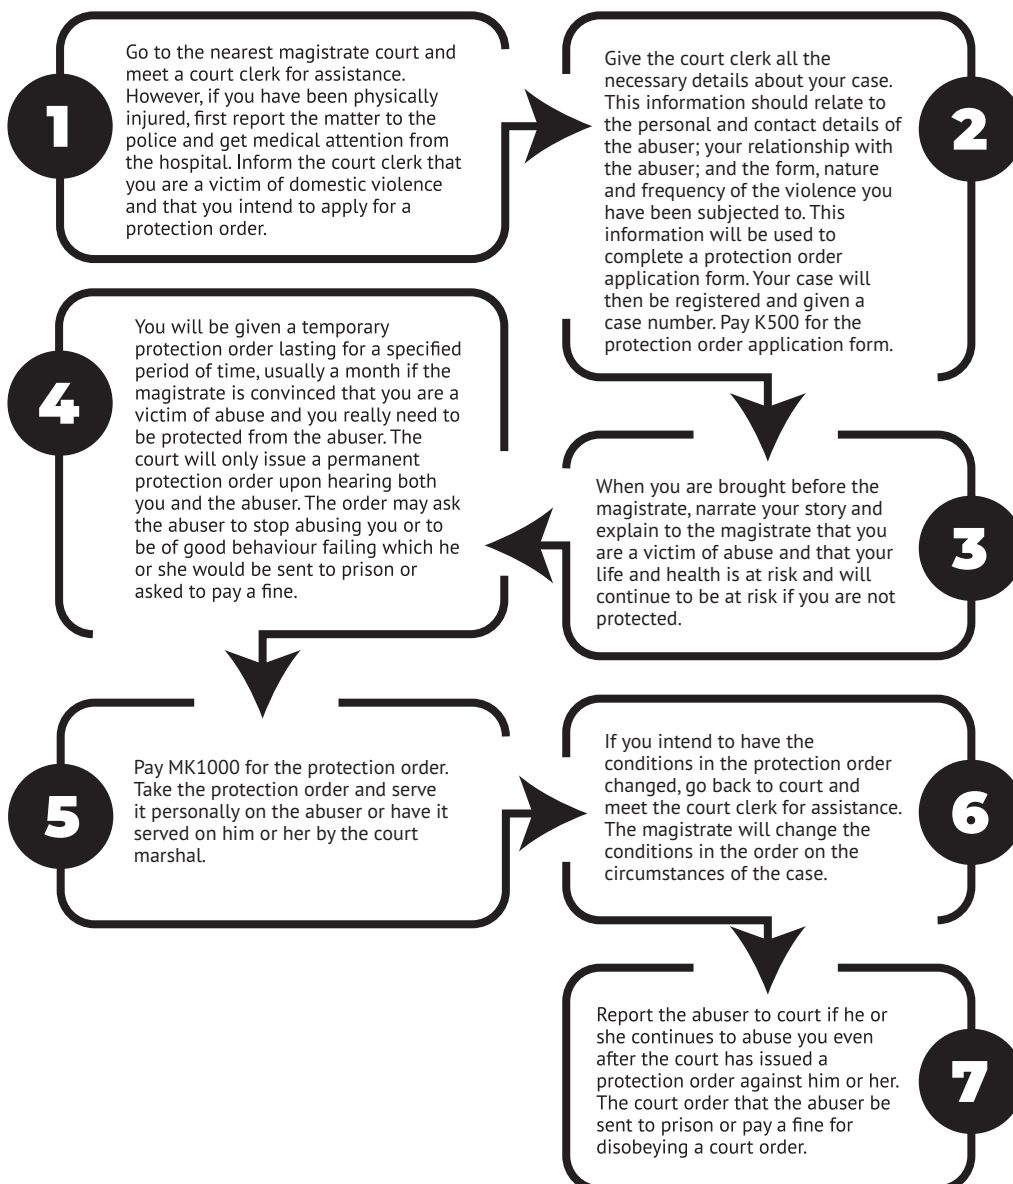 1
Go to the nearest magistrate court and
meet a court clerk for assistance.
However, if you have been physically
injured, first report the matter to the
police and get medical attention from
the hospital. Inform the court clerk that
you are a victim of domestic violence
and that you intend to apply for a
protection order.
2
Give the court clerk all the
necessary details about your case.
This information should relate to
the personal and contact details of
the abuser; your relationship with
the abuser; and the form, nature
and frequency of the violence you
have been subjected to. This
information will be used to
complete a protection order
application form. Your case will
then be registered and given a
case number. Pay K500 for the
protection order application form.
3
When you are brought before the
magistrate, narrate your story and
explain to the magistrate that you
are a victim of abuse and that your
life and health is at risk and will
continue to be at risk if you are not
protected.
4
You will be given a temporary
protection order lasting for a specified
period of time, usually a month if the
magistrate is convinced that you are a
victim of abuse and you really need to
be protected from the abuser. The
court will only issue a permanent
protection order upon hearing both
you and the abuser. The order may ask
the abuser to stop abusing you or to
be of good behaviour failing which he
or she would be sent to prison or
asked to pay a fine.
5
Pay MK1000 for the protection order.
Take the protection order and serve
it personally on the abuser or have it
served on him or her by the court
marshal.
6
If you intend to have the
conditions in the protection order
changed, go back to court and
meet the court clerk for assistance.
The magistrate will change the
conditions in the order on the
circumstances of the case.
7
Report the abuser to court if he or
she continues to abuse you even
after the court has issued a
protection order against him or her.
The court order that the abuser be
sent to prison or pay a fine for
disobeying a court order.